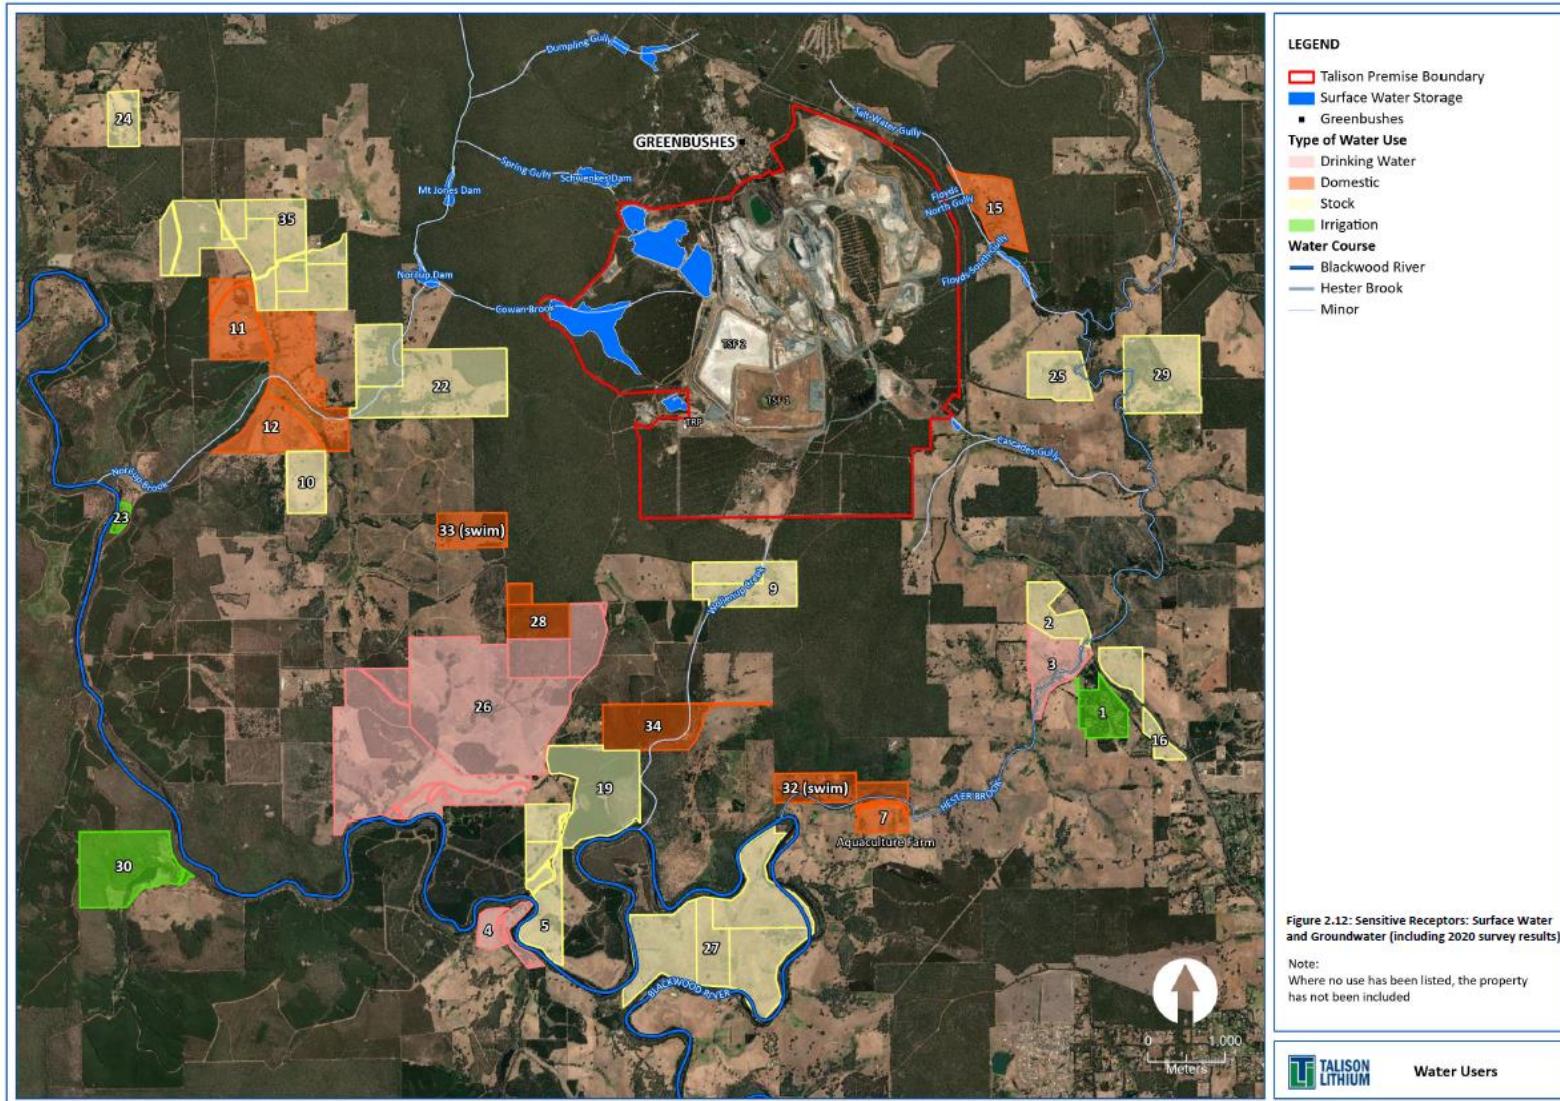 Dumpling Gully
24
GREENBUSHES
Salt Water Gully
Spring Gully
Schwenkes Dam
Mt Jones Dam
Floyds
North Gully
15
35
Floyds South Gully
Norilup Dam
Cowan Brook
11
TSF 2
22
25
29
TSF 1
12
TRP
Cascades Gully
Norilup Brook
10
23
33 (swim)
9
Woljenup Creek
28
2
3
26
34
1
16
19
32 (swim)
HESTER BROOK
7
Aquaculture Farm
30
4
5
27
BLACKWOOD RIVER
0 1,000
Meters
LEGEND
Talison Premise Boundary
Surface Water Storage
Greenbushes
Type of Water Use
Drinking Water
Domestic
Stock
Irrigation
Water Course
Blackwood River
Hester Brook
Minor
Figure 2.12: Sensitive Receptors: Surface Water
and Groundwater (including 2020 survey results)
Note:
Where no use has been listed, the property
has not been included
TALISON
LITHIUM
Water Users